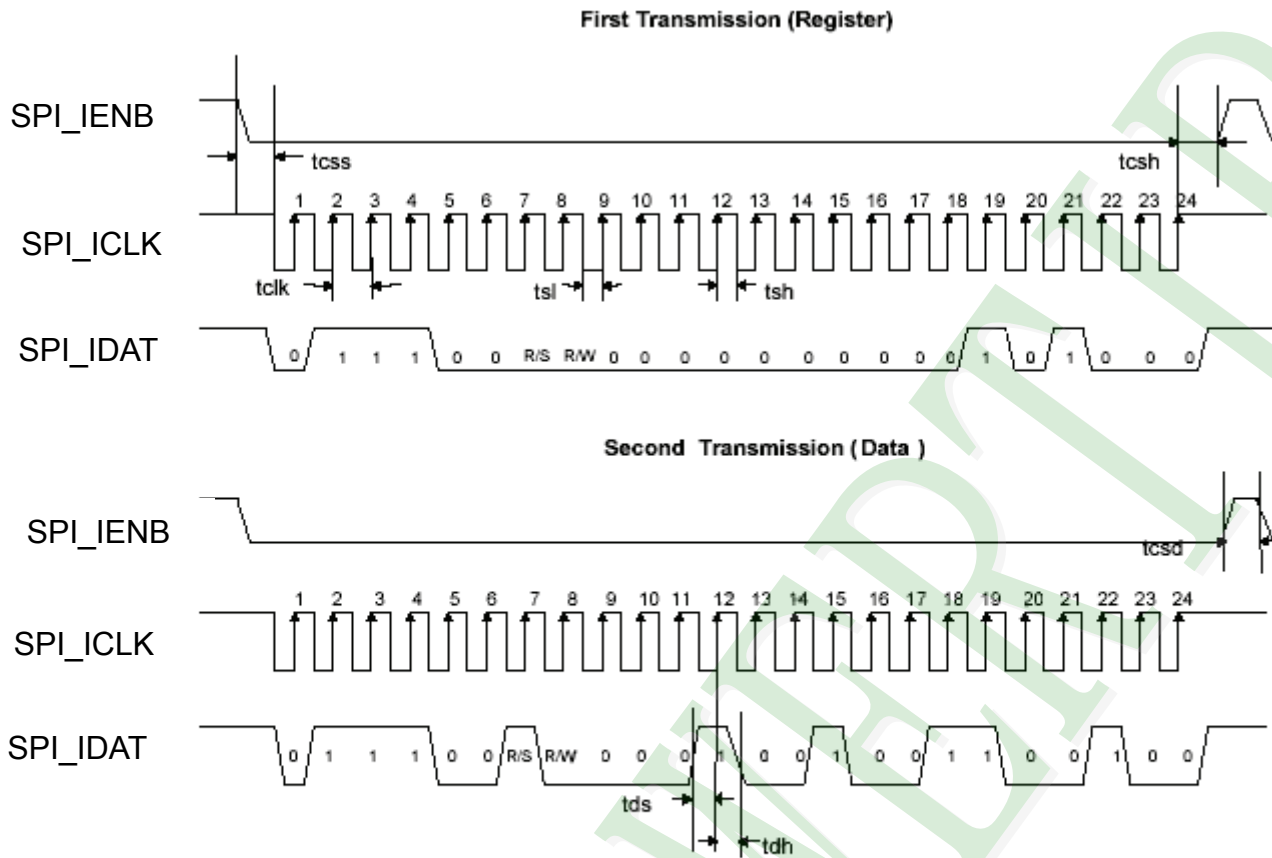 First Transmission (Register)
SPI_IENB
tcss
tcsh
1 2 3 4 5 6 7 8 9 10 11 12 13 14 15 16 17 18 19 20 21 22 23 24
SPI_ICLK
tclk
tsl
tsh
SPI_IDAT
0 1 1 1 0 0 R/S R/W 0 0 0 0 0 0 0 0 0 0 1 0 1 0 0 0
Second Transmission ( Data )
SPI_IENB
tcsd
1 2 3 4 5 6 7 8 9 10 11 12 13 14 15 16 17 18 19 20 21 22 23 24
SPI_ICLK
SPI_IDAT
0 1 1 1 0 0 R/S R/W 0 0 0 1 0 0 1 0 0 1 1 0 0 1 0 0
tds
tdh